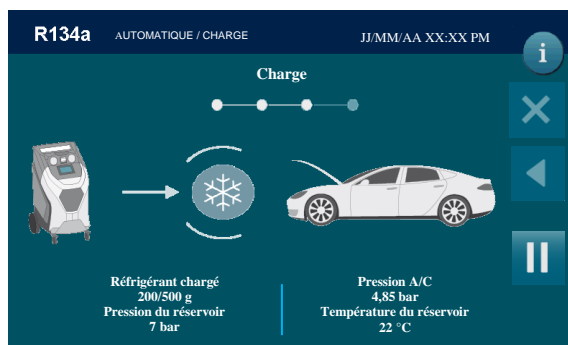 R134a AUTOMATIQUE / CHARGE JJ/MM/AA XX:XX PM
i
Charge
Réfrigérant chargé
200/500 g
Pression du réservoir
7 bar
Pression A/C
4,85 bar
Température du réservoir
22 °C